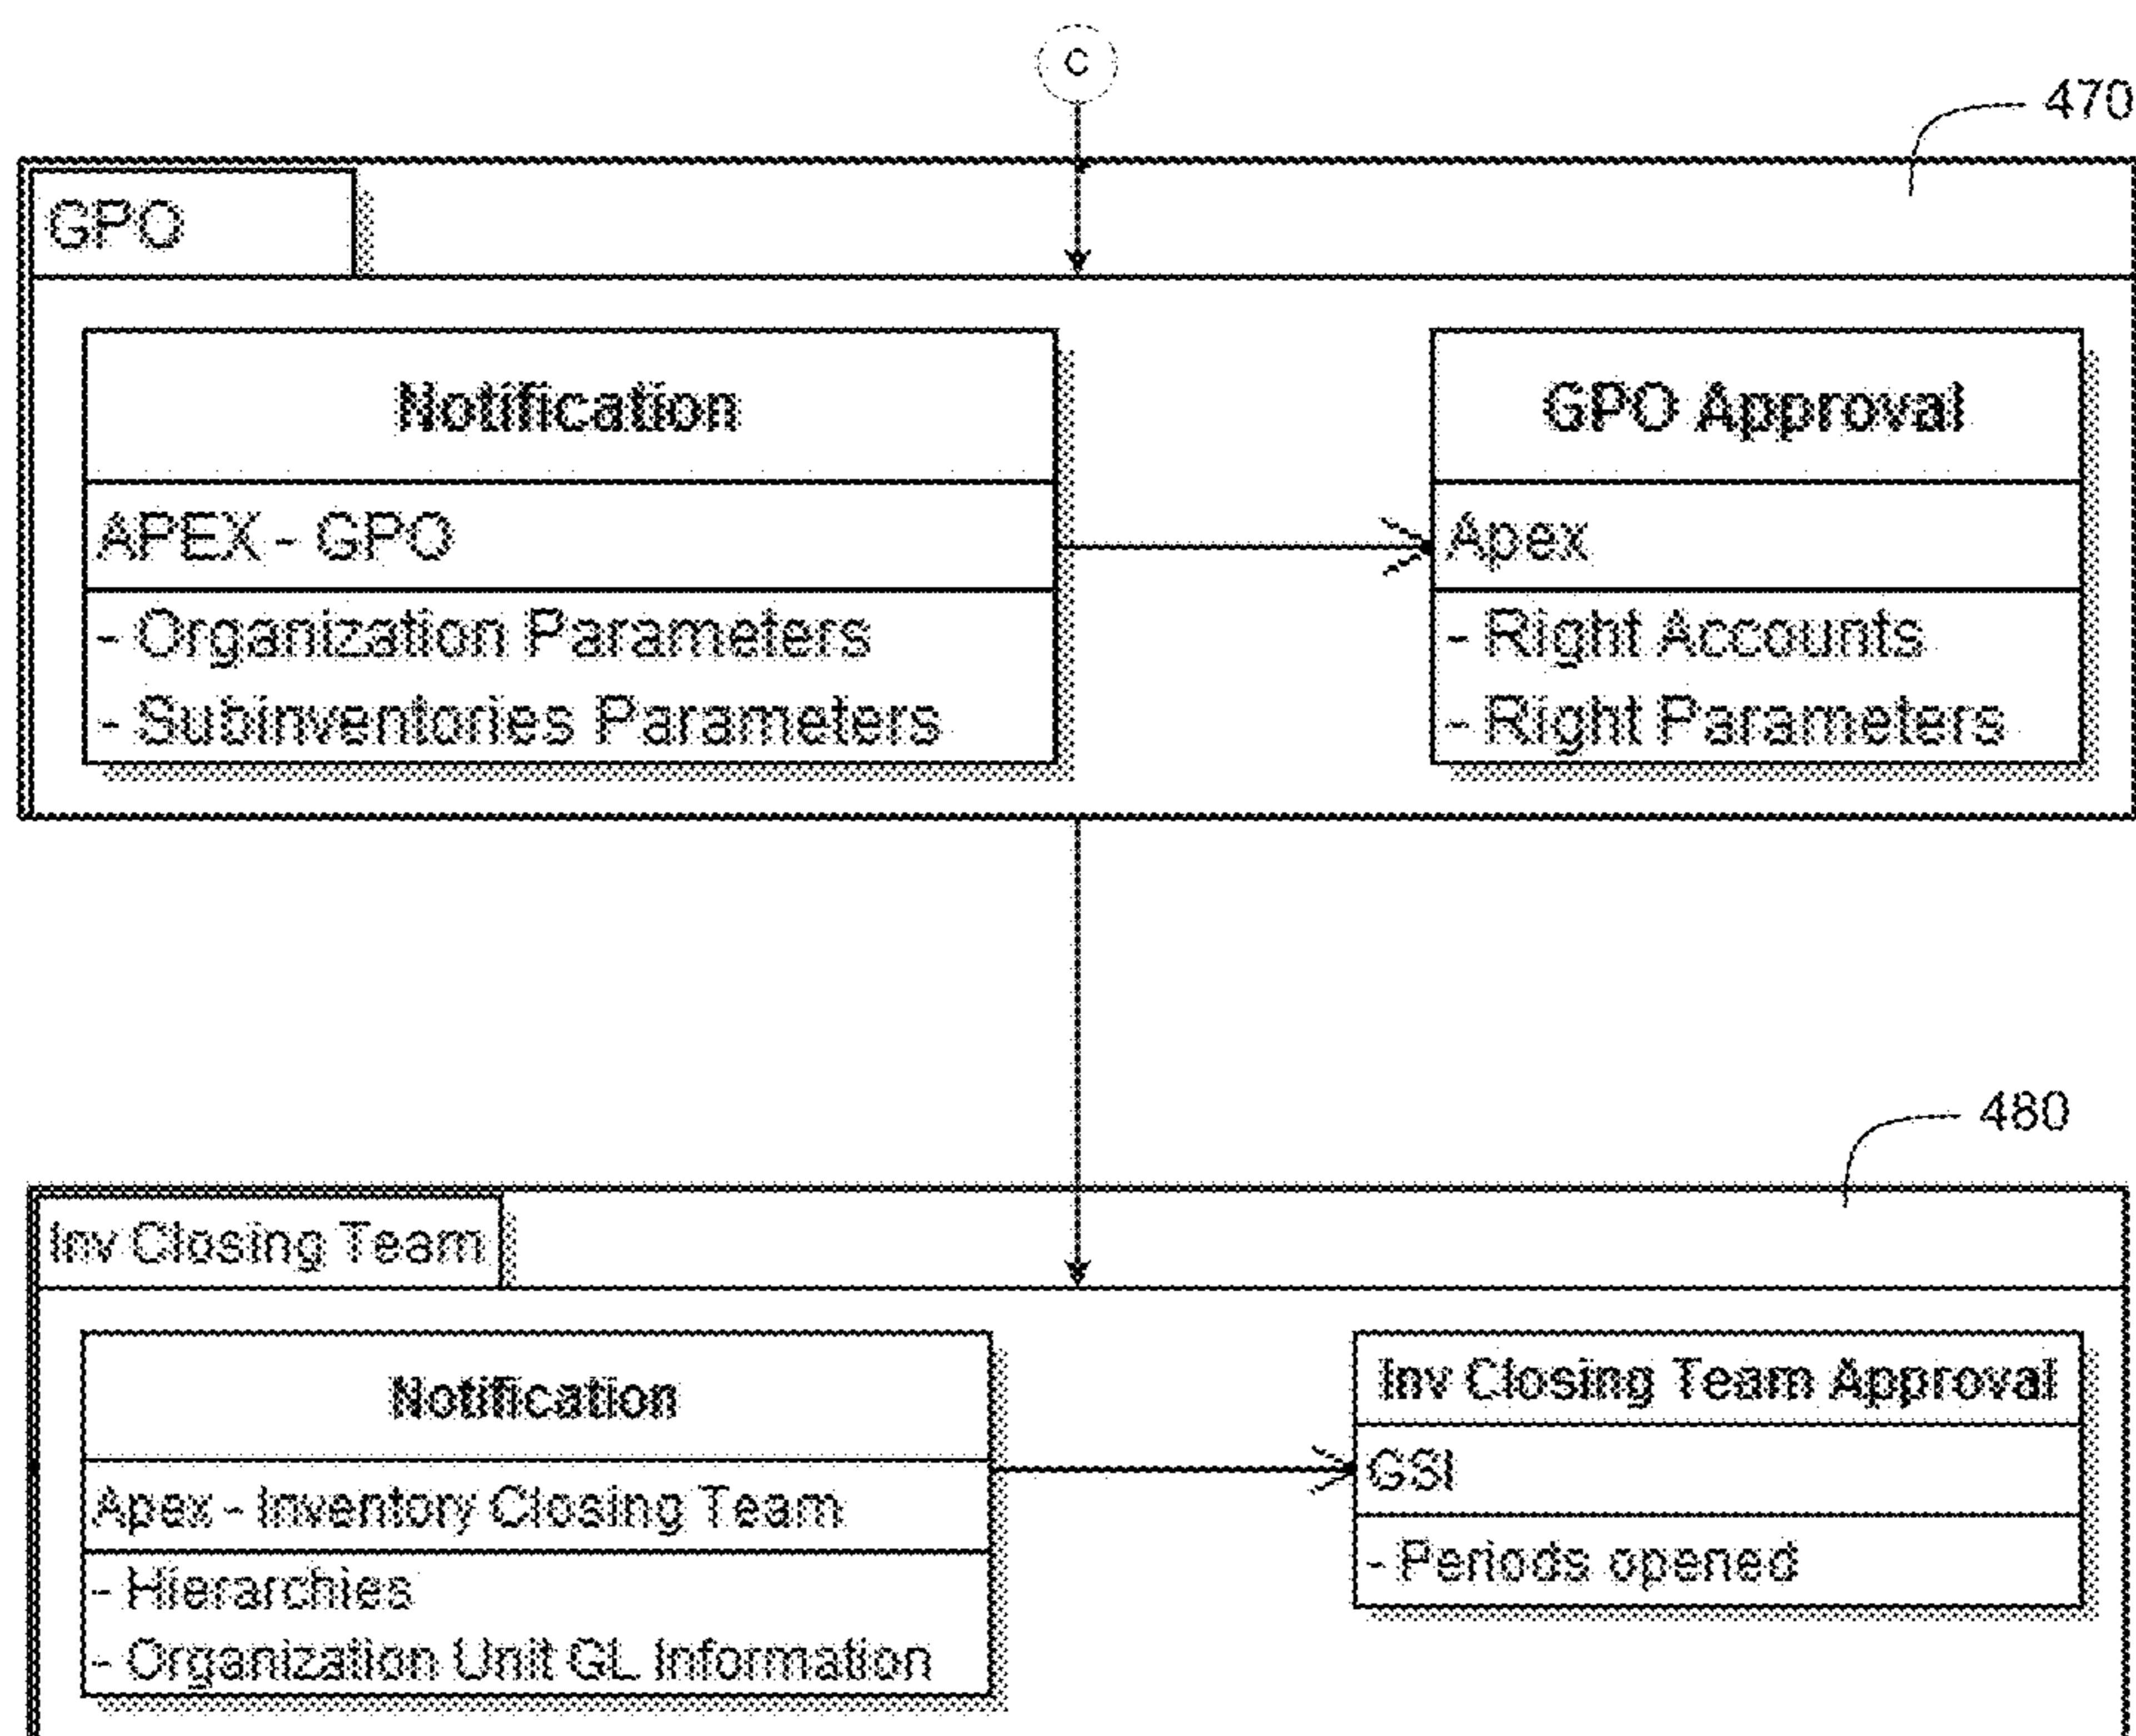 C
470
GPO
Notification
APEX - GPO
- Organization Parameters
- Subinventories Parameters
GPO Approval
Apex
- Right Accounts
- Right Parameters
480
Inv Closing Team
Notification
Apex - Inventory Closing Team
- Hierarchies
- Organization Unit GL Information
Inv Closing Team Approval
GSI
- Periods opened